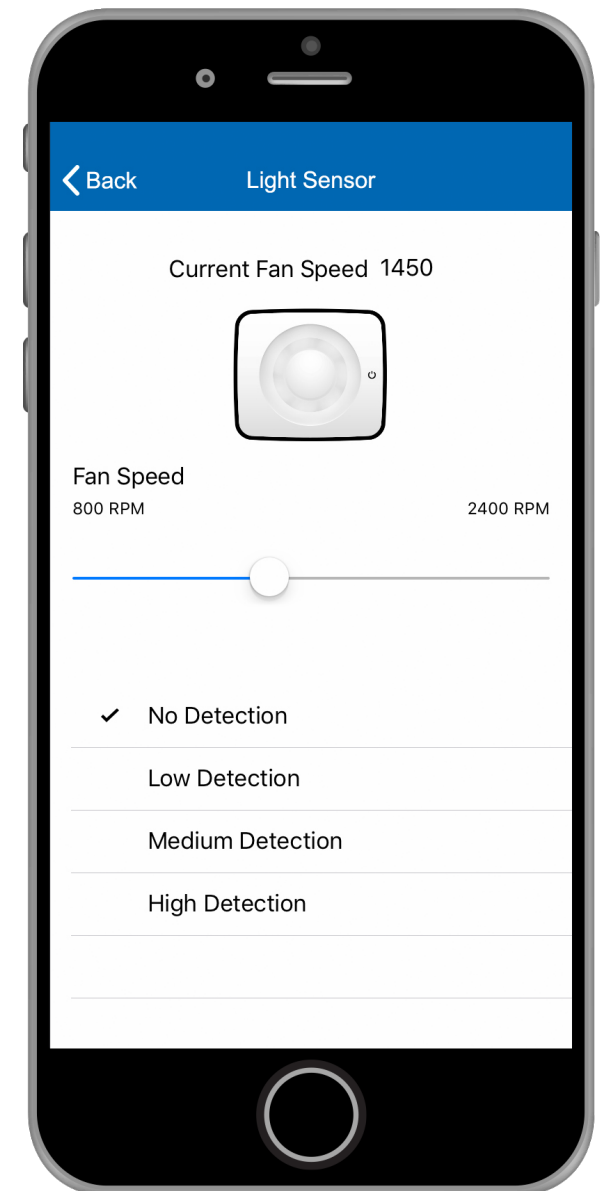 Back Light Sensor
Current Fan Speed 1450
Fan Speed
800 RPM 2400 RPM
No Detection
Low Detection
Medium Detection
High Detection